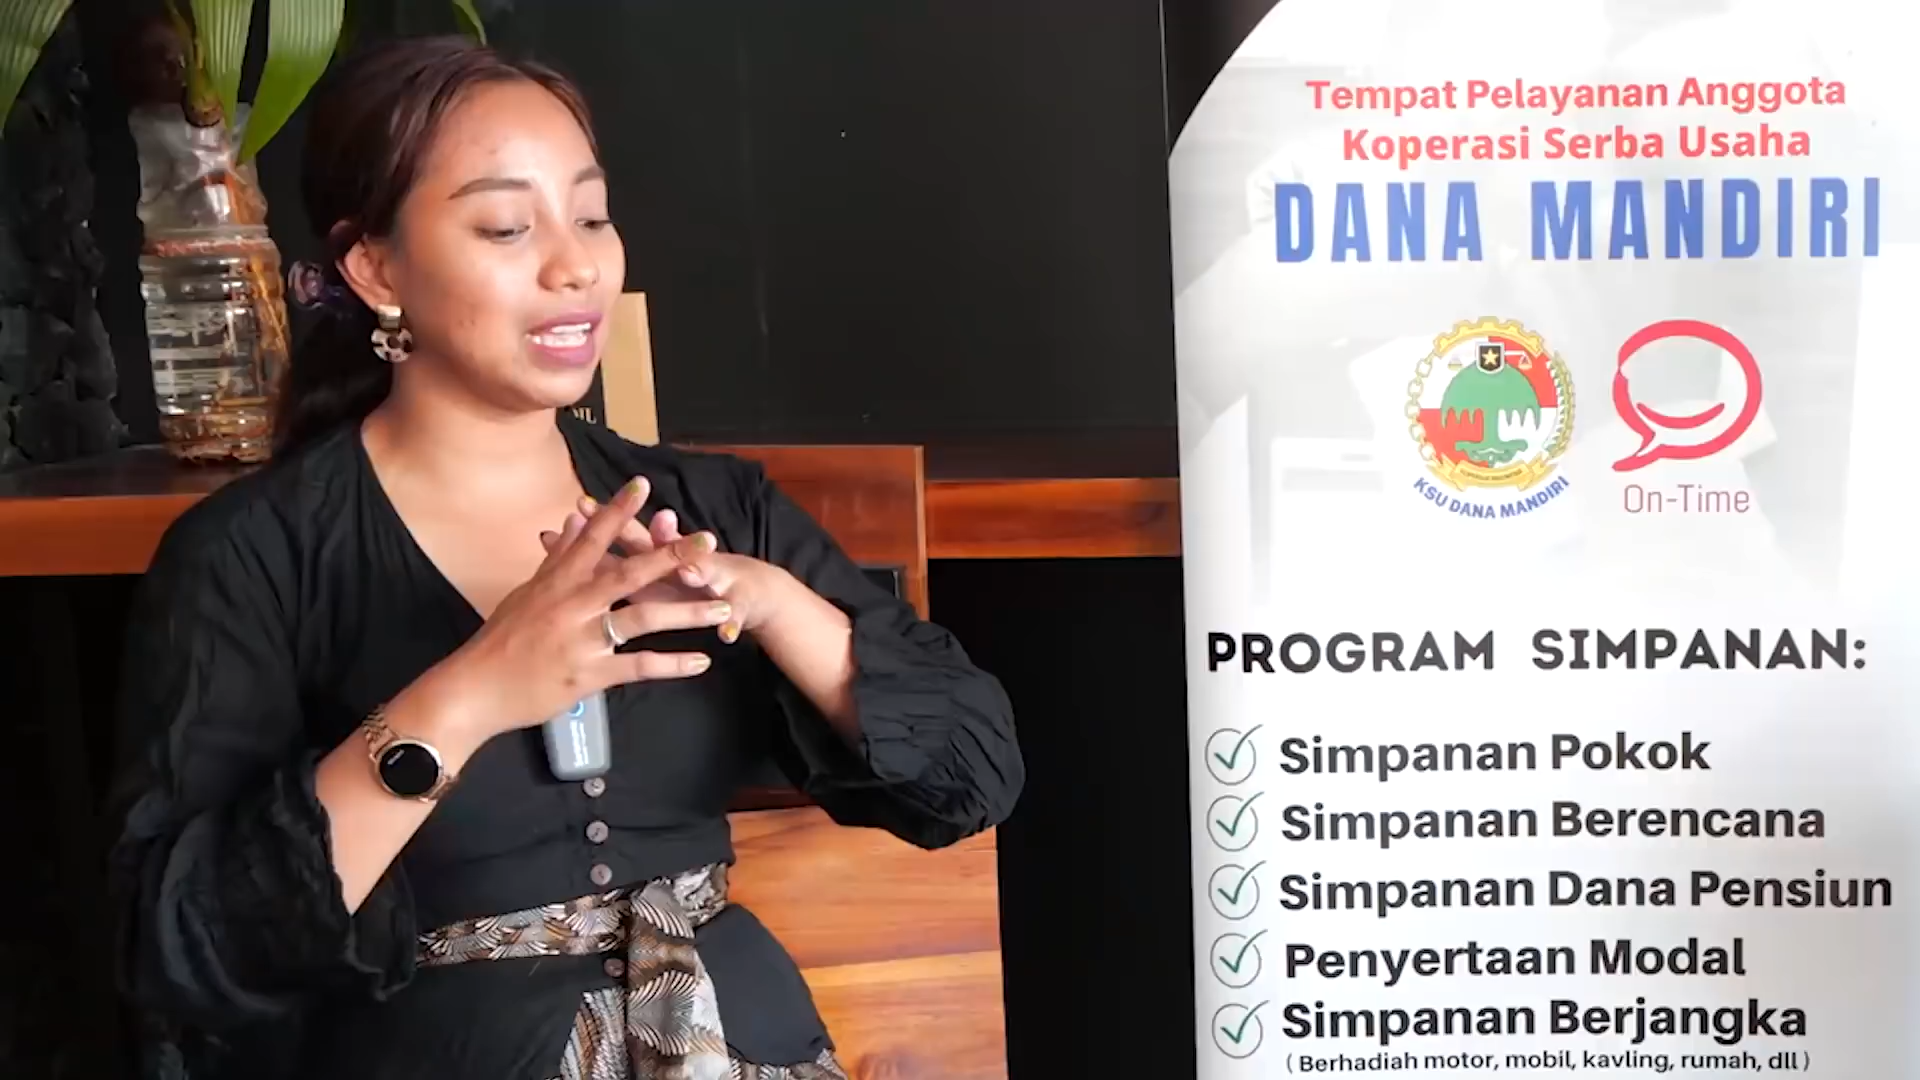 Tempat Pelayanan Anggota
Koperasi Serba Usaha
DANA MANDIRI
KSU DANA MANDIRI
On-Time
PROGRAM SIMPANAN:
Simpanan Pokok
Simpanan Berencana
Simpanan Dana Pensiun
Penyertaan Modal
Simpanan Berjangka
( Berhadiah motor, mobil, kavling, rumah, dll )